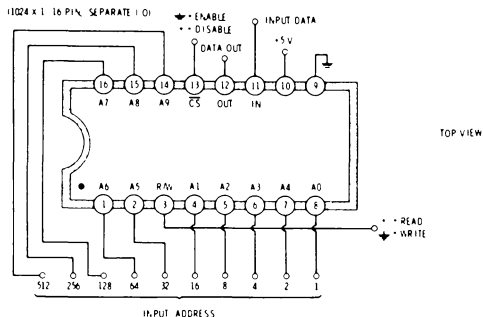 (1024 x 1 16 PIN, SEPARATE I O)
= ENABLE
+ = DISABLE
INPUT DATA
DATA OUT
+5 V
16 15 14 13 12 11 10 9
A7 A8 A9 CS OUT IN
TOP VIEW
A6 A5 R/W A1 A2 A3 A4 A0
1 2 3 4 5 6 7 8
+ = READ
= WRITE
512 256 128 64 32 16 8 4 2 1
INPUT ADDRESS